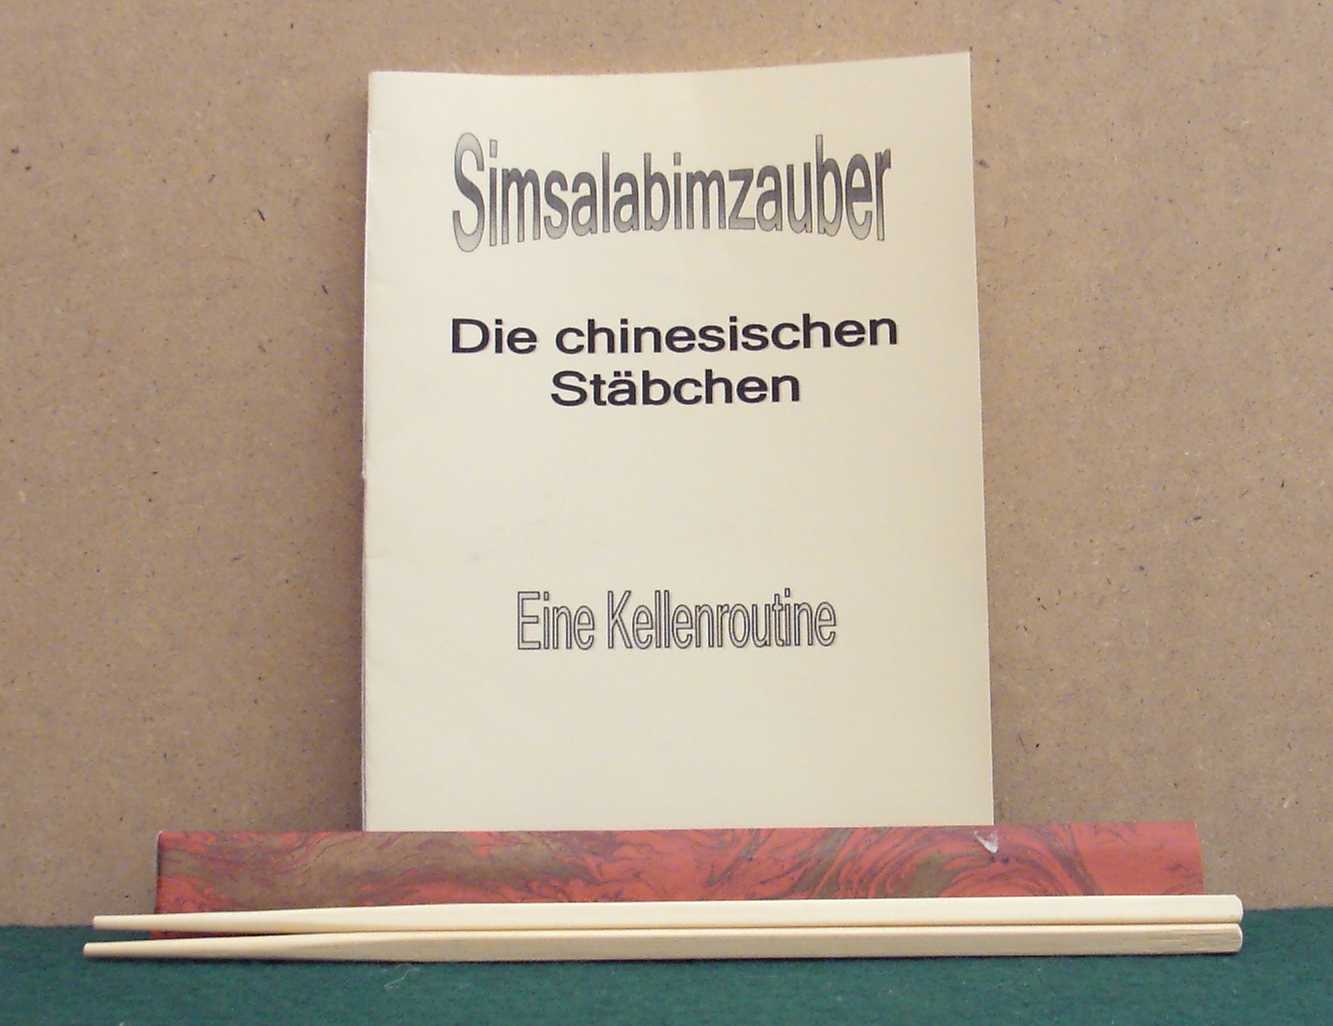 Simsalabimzauber
Die chinesischen
Stäbchen
Eine Kellenroutine